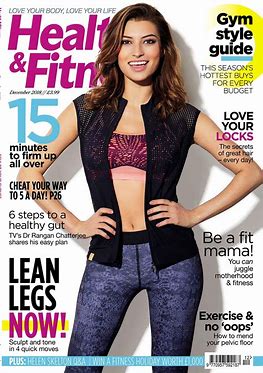 LOVE YOUR BODY, LOVE YOUR LIFE
Health
& Fitne
December 2018 // £3.99
Gym
style
guide
THIS SEASON'S
HOTTEST BUYS
FOR EVERY
BUDGET
15
minutes to
firm up
all over
CHEAT YOUR WAY
TO 5 A DAY! P26
LOVE
YOUR
LOCKS
The secrets
of great hair
– every day!
6 steps to a
healthy gut
TV's Dr Rangan Chatterjee
shares his easy plan
Be a fit
mama!
You can
juggle
motherhood
& fitness
LEAN
LEGS
NOW!
Sculpt and tone
in 4 quick moves
Exercise &
no 'oops'
How to mend
your pelvic floor
PLUS: HELEN SKELTON Q&A | WIN A FITNESS HOLIDAY WORTH £1,000